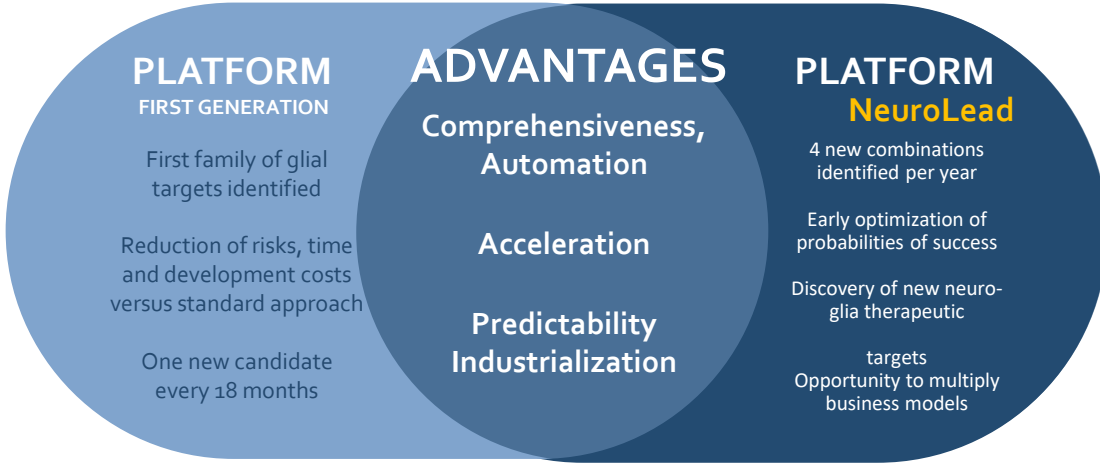 PLATFORM
FIRST GENERATION
First family of glial
targets identified
Reduction of risks, time
and development costs
versus standard approach
One new candidate
every 18 months
ADVANTAGES
Comprehensiveness,
Automation
Acceleration
Predictability
Industrialization
PLATFORM
NeuroLead
4 new combinations
identified per year
Early optimization of
probabilities of success
Discovery of new neuro-
glia therapeutic
targets
Opportunity to multiply
business models